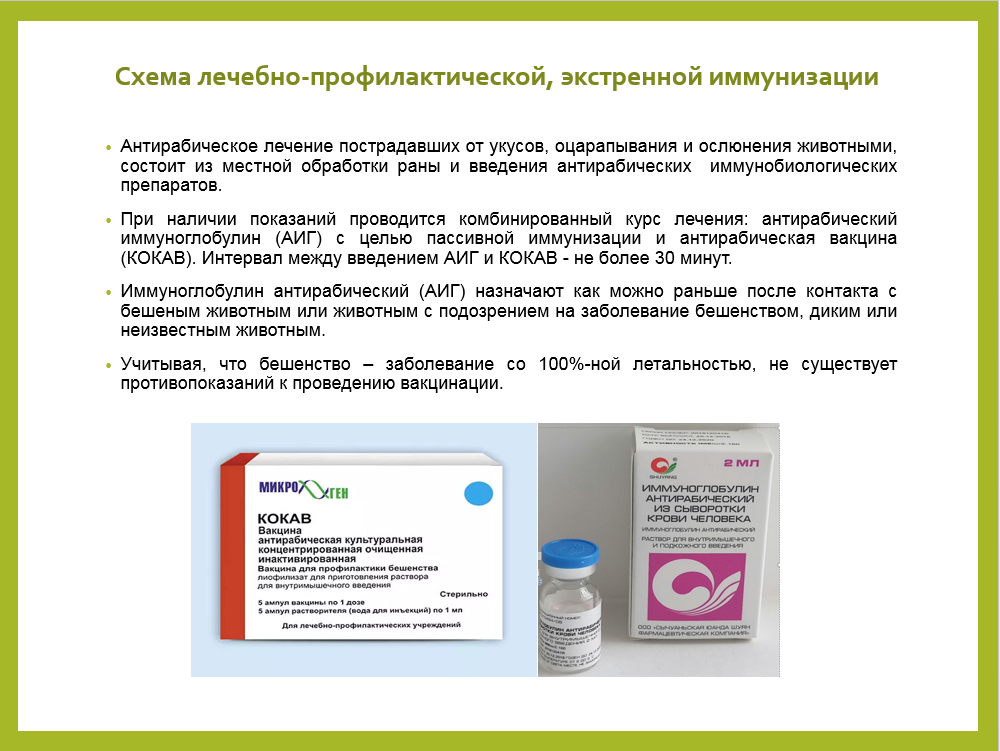 Схема лечебно-профилактической, экстренной иммунизации
Антирабическое лечение пострадавших от укусов, оцарапывания и ослюнения животными,
состоит из местной обработки раны и введения антирабических иммунобиологических
препаратов.
При наличии показаний проводится комбинированный курс лечения: антирабический
иммуноглобулин (АИГ) с целью пассивной иммунизации и антирабическая вакцина
(КОКАВ). Интервал между введением АИГ и КОКАВ - не более 30 минут.
Иммуноглобулин антирабический (АИГ) назначают как можно раньше после контакта с
бешеным животным или животным с подозрением на заболевание бешенством, диким или
неизвестным животным.
Учитывая, что бешенство – заболевание со 100%-ной летальностью, не существует
противопоказаний к проведению вакцинации.
МИКРОГЕН
КОКАВ
Вакцина
антирабическая культуральная
концентрированная очищенная
инактивированная
Вакцина для профилактики бешенства
лиофилизат для приготовления раствора
для внутримышечного введения
Стерильно
5 ампул вакцины по 1 дозе
5 ампул растворителя (вода для инъекций) по 1 мл
Для лечебно-профилактических учреждений
2 МЛ
SHUYANG
ИММУНОГЛОБУЛИН
АНТИРАБИЧЕСКИЙ
ИЗ СЫВОРОТКИ
КРОВИ ЧЕЛОВЕКА
ИММУНОГЛОБУЛИН АНТИРАБИЧЕСКИЙ
РАСТВОР ДЛЯ ВНУТРИМЫШЕЧНОГО
И ПОДКОЖНОГО ВВЕДЕНИЯ
ООО «СЫЧУАНЬСКАЯ ЮАНДА ШУЯН
ФАРМАЦЕВТИЧЕСКАЯ КОМПАНИЯ»